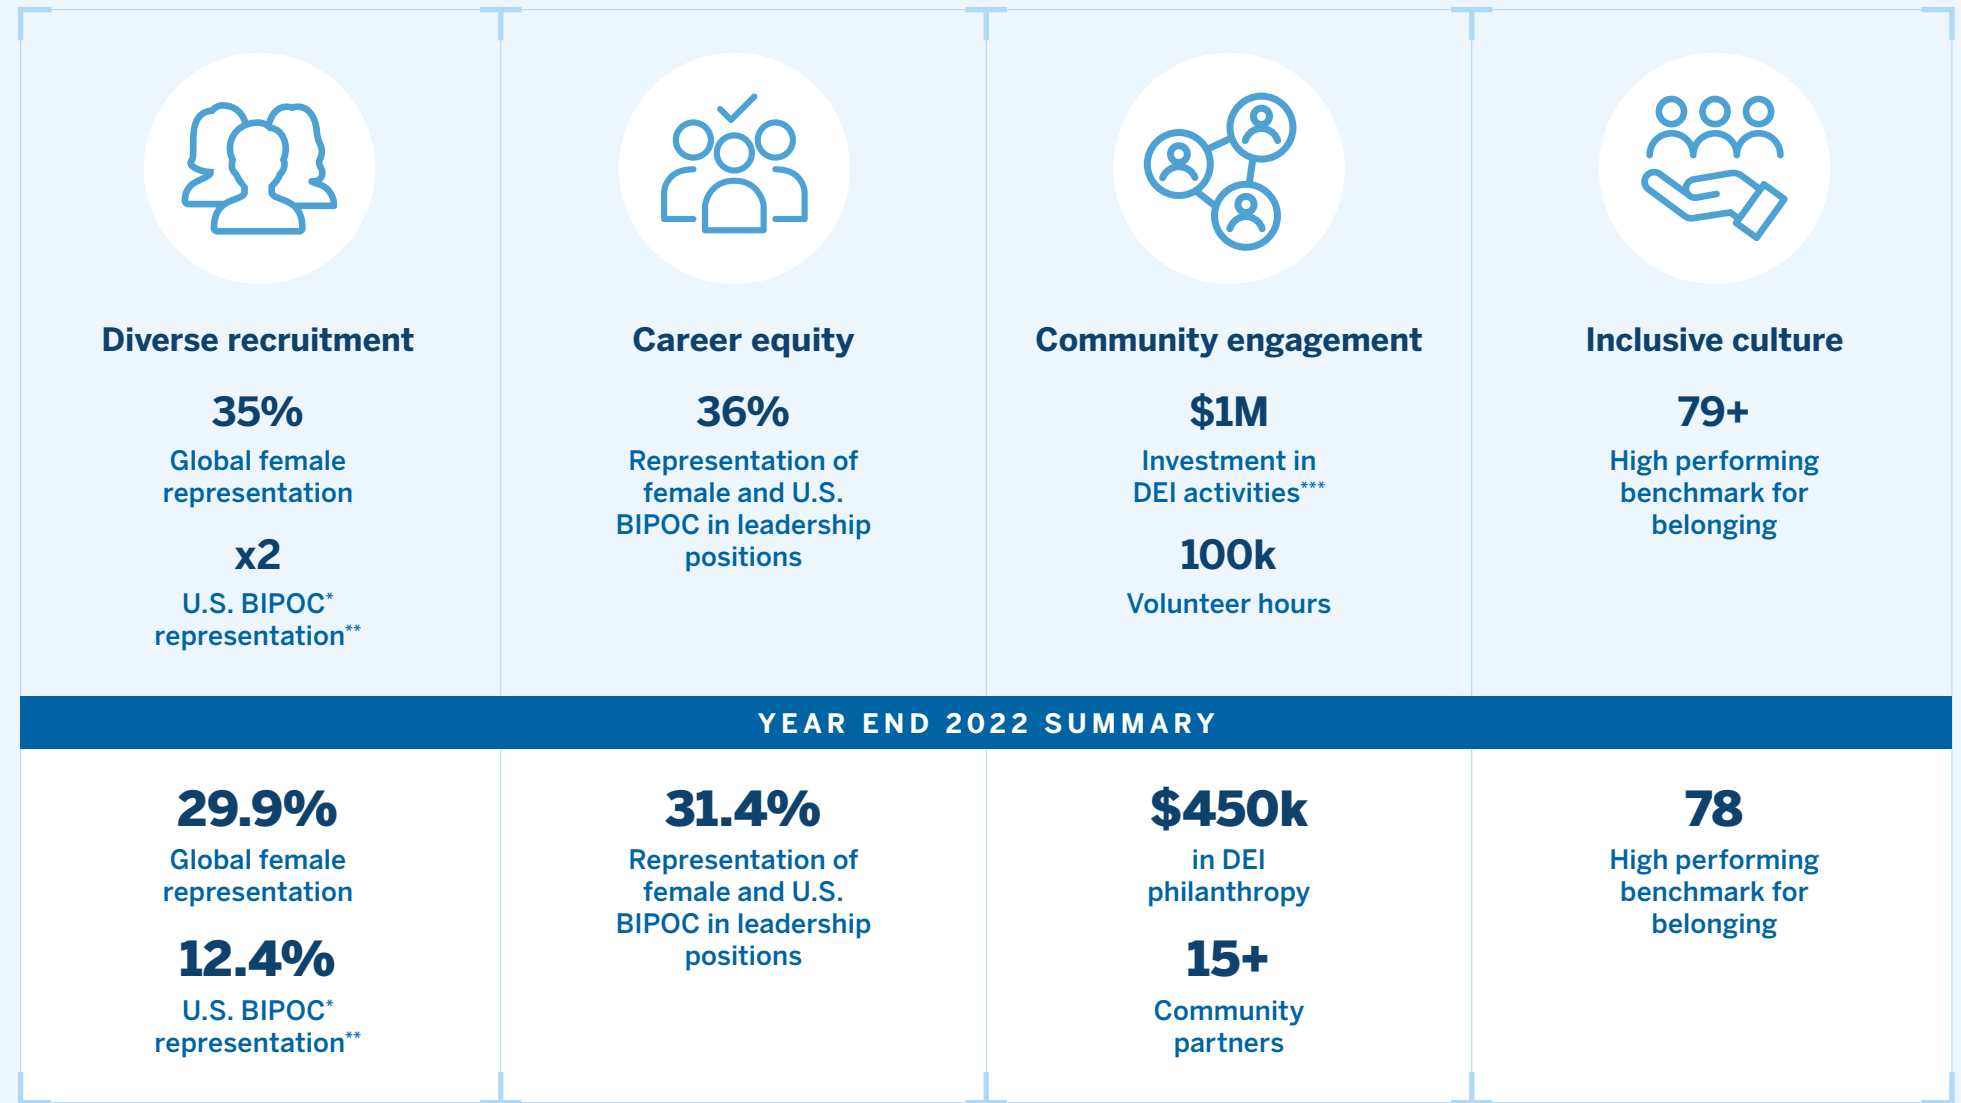 Diverse recruitment
35%
Global female
representation
x2
U.S. BIPOC*
representation**
Career equity
36%
Representation of
female and U.S.
BIPOC in leadership
positions
Community engagement
$1M
Investment in
DEI activities***
100k
Volunteer hours
Inclusive culture
79+
High performing
benchmark for
belonging
YEAR END 2022 SUMMARY
29.9%
Global female
representation
12.4%
U.S. BIPOC*
representation**
31.4%
Representation of
female and U.S.
BIPOC in leadership
positions
$450k
in DEI
philanthropy
15+
Community
partners
78
High performing
benchmark for
belonging